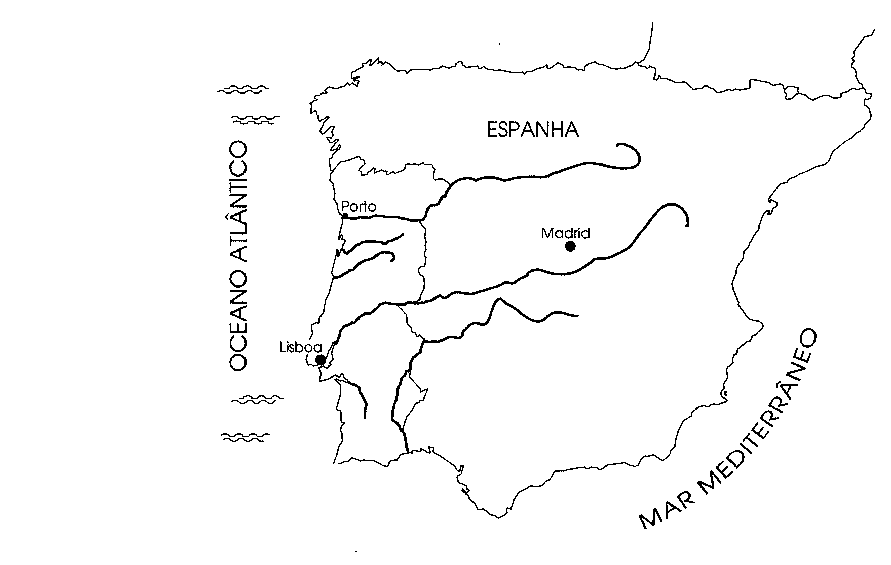 ESPANHA
OCEANO ATLÂNTICO
Porto
Madrid
Lisboa
MAR MEDITERRÂNEO